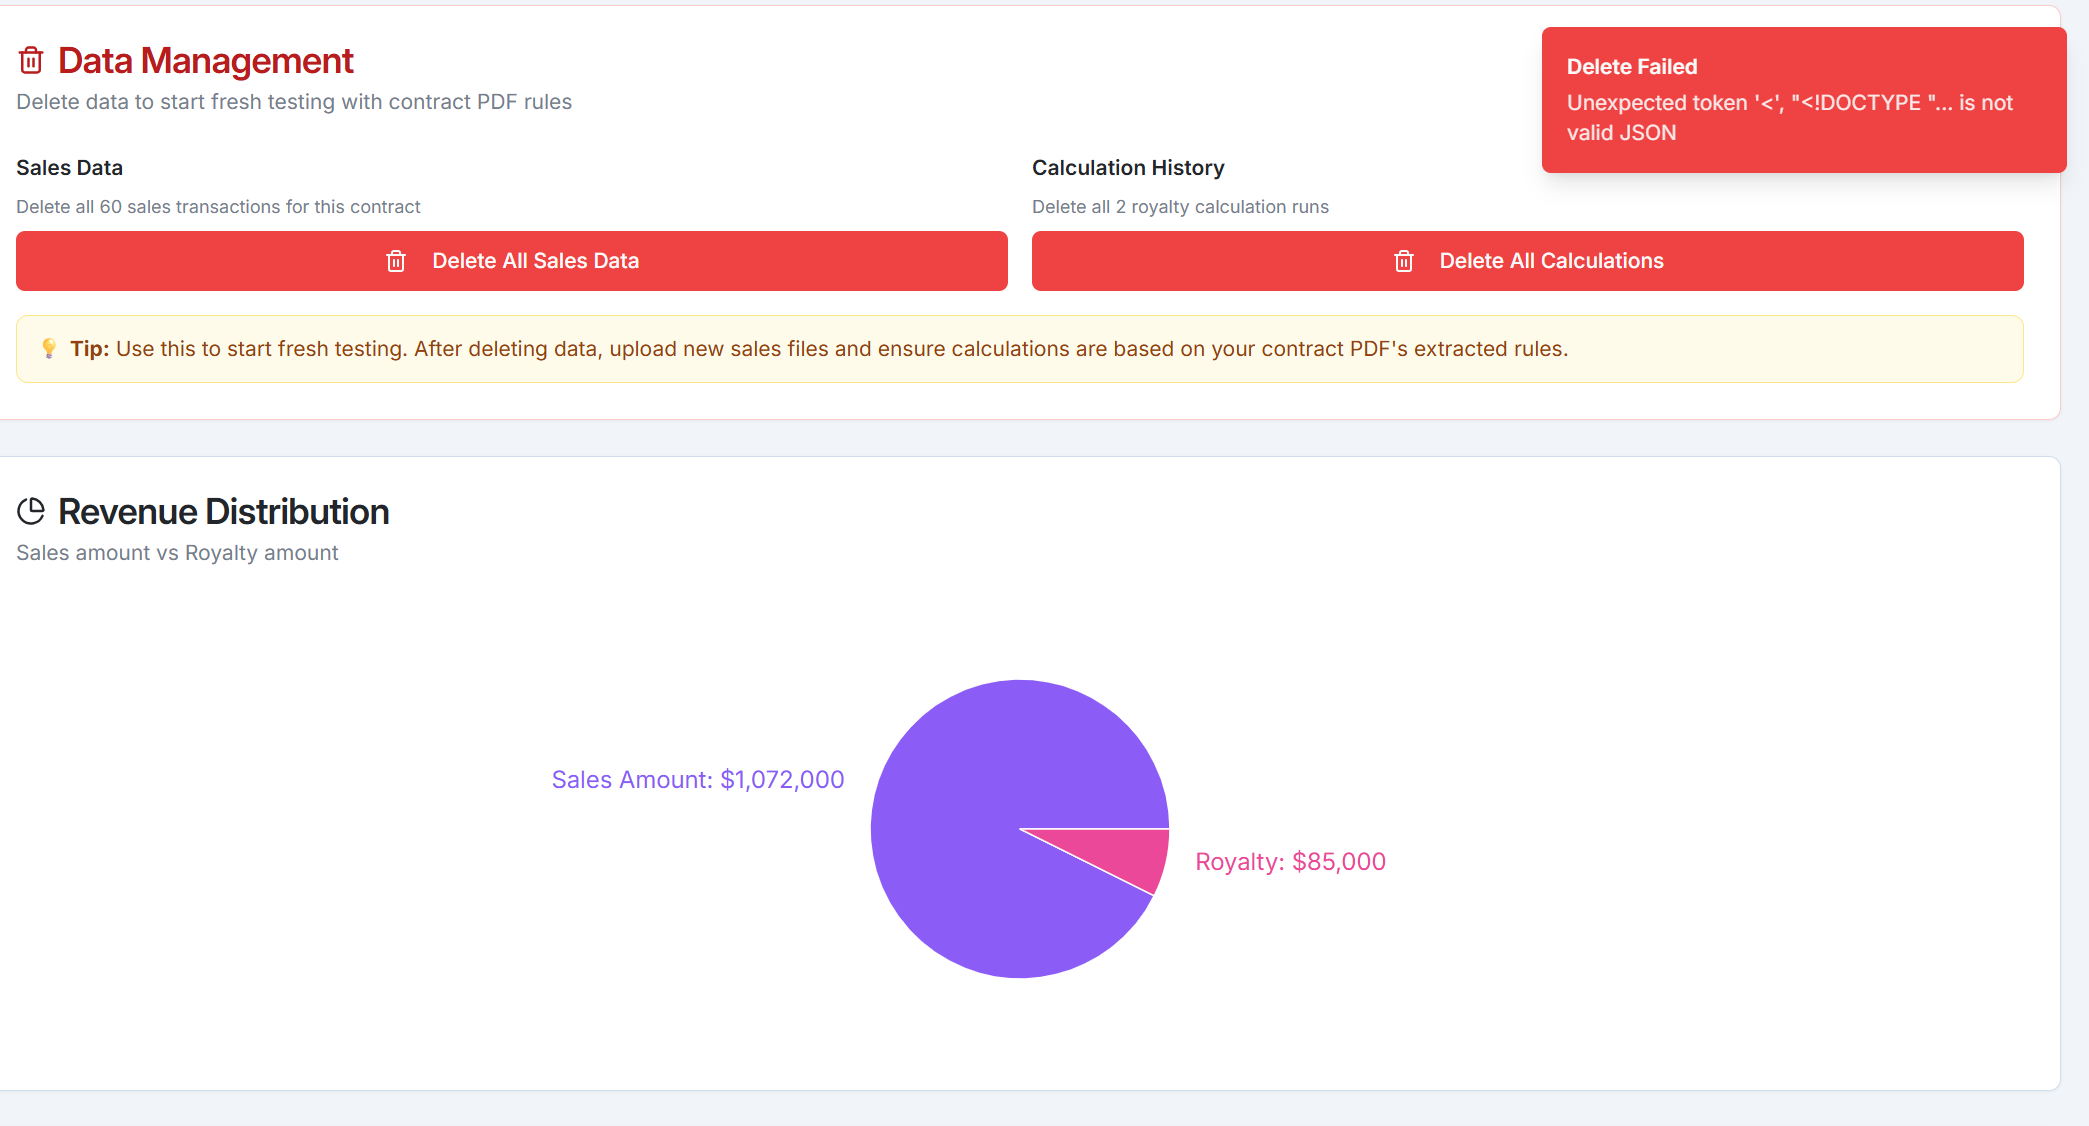 Data Management
Delete data to start fresh testing with contract PDF rules
Delete Failed
Unexpected token '<', "<!DOCTYPE "... is not
valid JSON
Sales Data
Delete all 60 sales transactions for this contract
Delete All Sales Data
Calculation History
Delete all 2 royalty calculation runs
Delete All Calculations
Tip: Use this to start fresh testing. After deleting data, upload new sales files and ensure calculations are based on your contract PDF's extracted rules.
Revenue Distribution
Sales amount vs Royalty amount
Sales Amount: $1,072,000
Royalty: $85,000